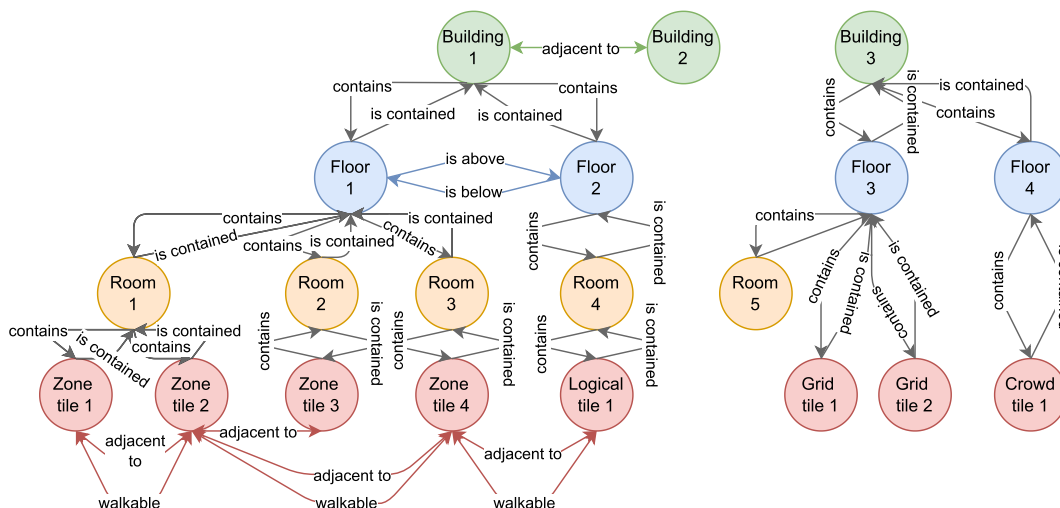 Building
1
adjacent to
Building
2
Building
3
contains
is contained
is contained
contains
contains
is contained
contains
is contained
Floor
1
is above
is below
Floor
2
Floor
3
Floor
4
contains
is contained
contains
is contained
contains
is contained
contains
is contained
contains
Room
1
Room
2
Room
3
Room
4
Room
5
contains
is contained
contains
is contained
contains
is contained
contains
is contained
contains
is contained
contains
is contained
contains
is contained
contains
Zone
tile 1
Zone
tile 2
Zone
tile 3
Zone
tile 4
Logical
tile 1
Grid
tile 1
Grid
tile 2
Crowd
tile 1
adjacent
to
adjacent to
adjacent to
adjacent to
walkable
walkable
walkable